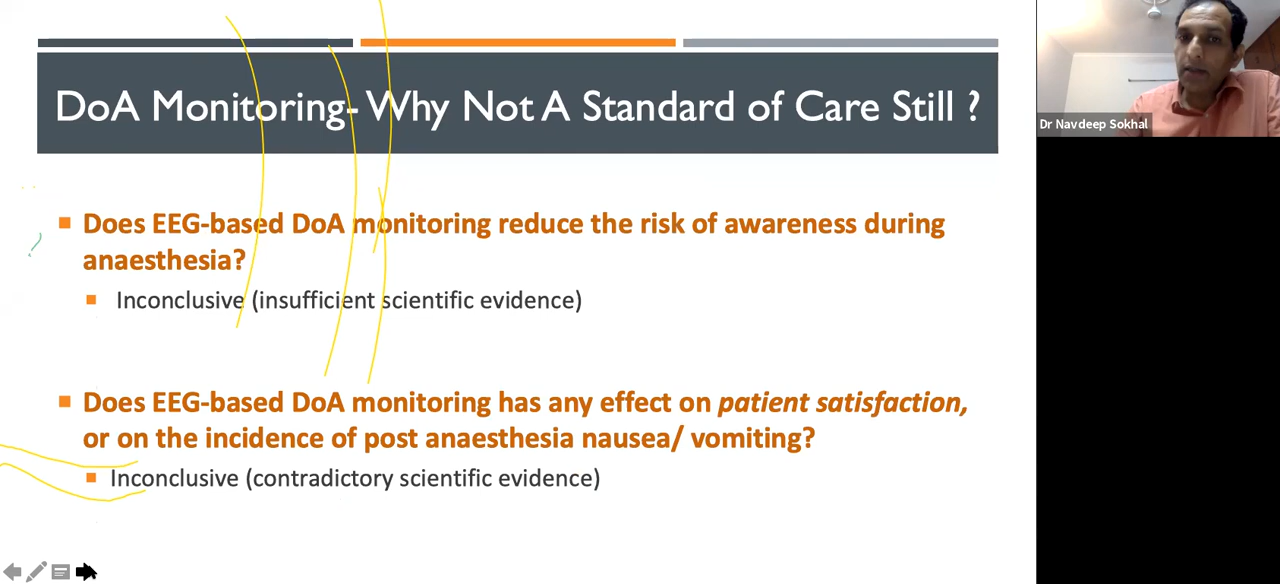 DoA Monitoring- Why Not A Standard of Care Still ?
Does EEG-based DoA monitoring reduce the risk of awareness during
anaesthesia?
Inconclusive (insufficient scientific evidence)
Does EEG-based DoA monitoring has any effect on patient satisfaction,
or on the incidence of post anaesthesia nausea/ vomiting?
Inconclusive (contradictory scientific evidence)
Dr Navdeep Sokhal